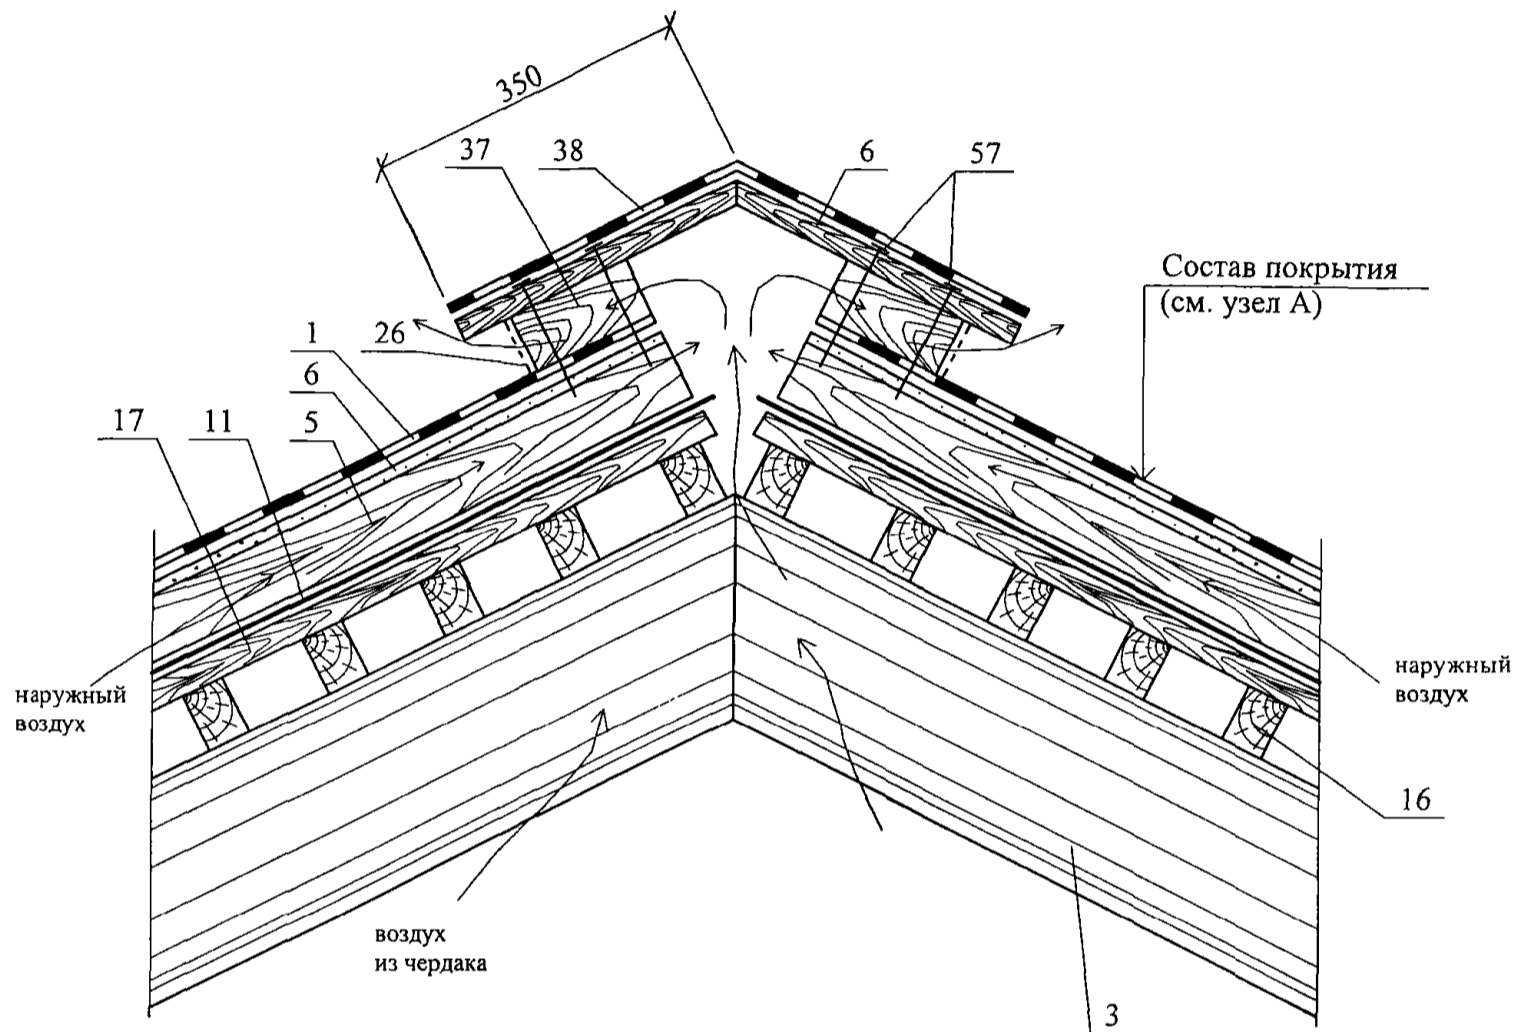 350
37
38
6
57
Состав покрытия
(см. узел А)
1
26
6
17
11
5
наружный
воздух
наружный
воздух
16
воздух
из чердака
3